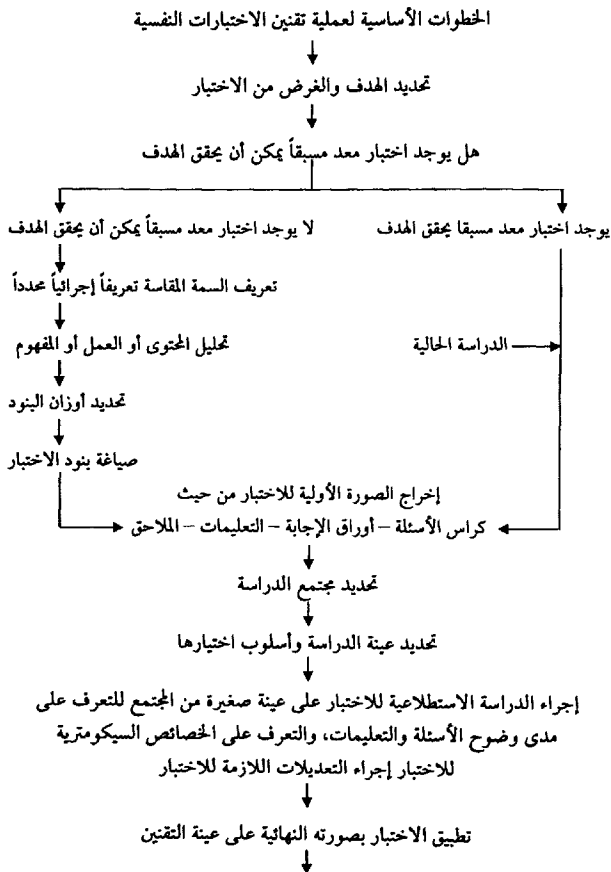 الخطوات الأساسية لعملية تقنين الاختبارات النفسية
تحديد الهدف والغرض من الاختبار
هل يوجد اختبار معد مسبقاً يمكن أن يحقق الهدف
يوجد اختبار معد مسبقا يحقق الهدف
لا يوجد اختبار معد مسبقاً يمكن أن يحقق الهدف
تعريف السمة المقاسة تعريفاً إجرائياً محدداً
الدراسة الحالية
تحليل المحتوى أو العمل أو المفهوم
تحديد أوزان البنود
صياغة بنود الاختبار
إخراج الصورة الأولية للاختبار من حيث
كراس الأسئلة – أوراق الإجابة – التعليمات – الملاحق
تحديد مجتمع الدراسة
تحديد عينة الدراسة وأسلوب اختيارها
إجراء الدراسة الاستطلاعية للاختبار على عينة صغيرة من المجتمع للتعرف على
مدى وضوح الأسئلة والتعليمات، والتعرف على الخصائص السيكومترية
للاختبار إجراء التعديلات اللازمة للاختبار
تطبيق الاختبار بصورته النهائية على عينة التقنين